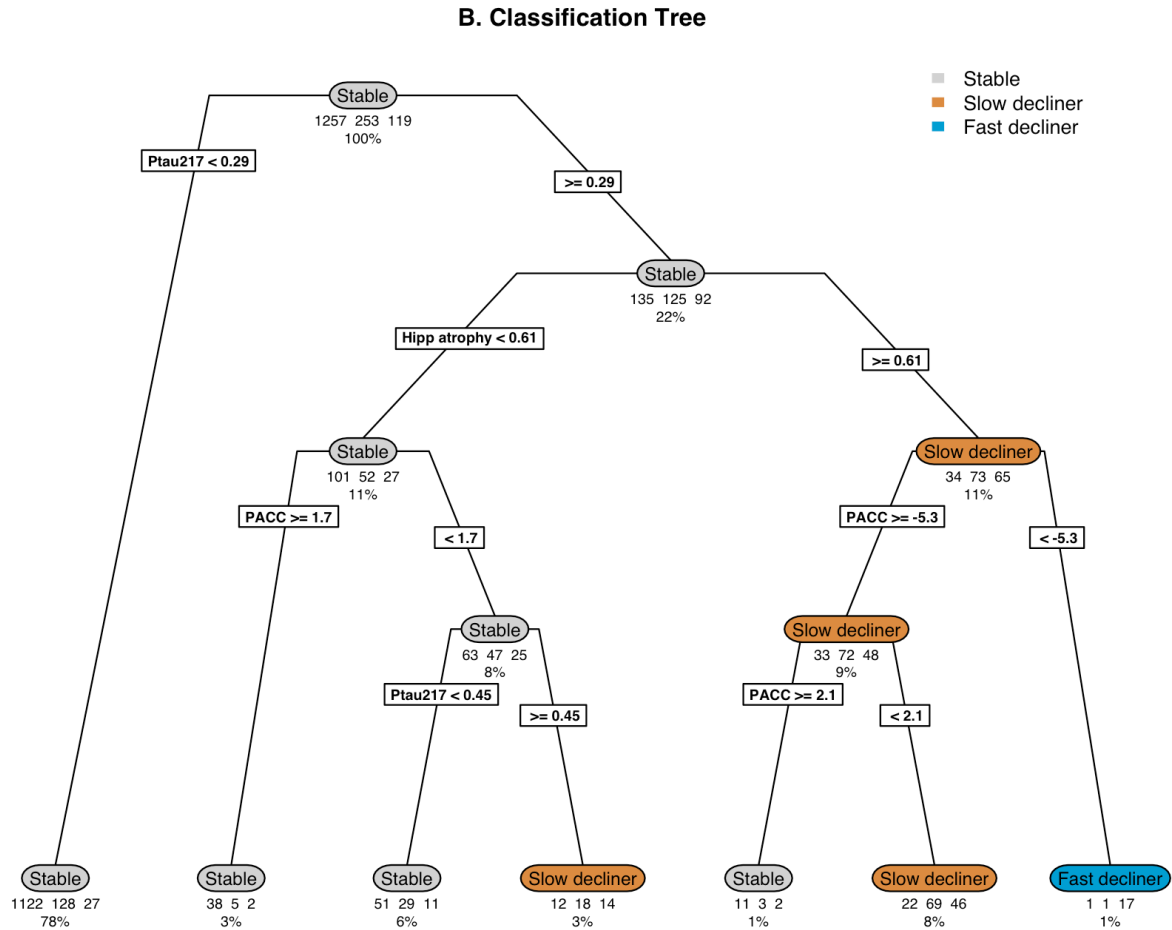 B. Classification Tree
Stable
Slow decliner
Fast decliner
Stable
1257 253 119
100%
Ptau217 < 0.29
>= 0.29
Stable
135 125 92
22%
Hipp atrophy < 0.61
>= 0.61
Stable
101 52 27
11%
Slow decliner
34 73 65
11%
PACC >= 1.7
< 1.7
PACC >= -5.3
< -5.3
Stable
63 47 25
8%
Slow decliner
33 72 48
9%
Ptau217 < 0.45
>= 0.45
PACC >= 2.1
< 2.1
Stable
1122 128 27
78%
Stable
38 5 2
3%
Stable
51 29 11
6%
Slow decliner
12 18 14
3%
Stable
11 3 2
1%
Slow decliner
22 69 46
8%
Fast decliner
1 1 17
1%